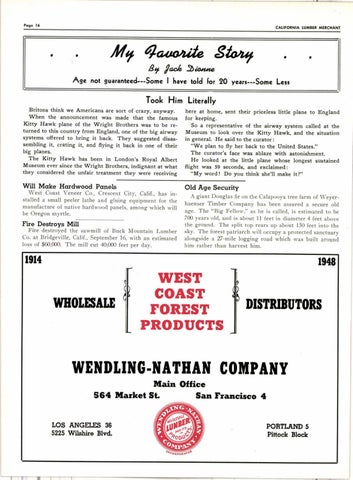 Page 16
CALIFORNIA LUMBER MERCHANT
. . My Favorite Story . .
By Jack Dionne
Age not guaranteed---Some I have told for 20 years---Some Less
Took Him Literally
Britons think we Americans are sort of crazy, anyway.
When the announcement was made that the famous
Kitty Hawk plane of the Wright Brothers was to be re-
turned to this country from England, one of the big airway
systems offered to bring it back. They suggested disas-
sembling it, crating it, and flying it back in one of their
big planes.
The Kitty Hawk has been in London's Royal Albert
Museum ever since the Wright Brothers, indignant at what
they considered the unfair treatment they were receiving
here at home, sent their priceless little plane to England
for keeping.
So a representative of the airway system called at the
Museum to look over the Kitty Hawk, and the situation
in general. He said to the curator:
"We plan to fly her back to the United States."
The curator's face was ablaze with astonishment.
He looked at the little plane whose longest sustained
flight was 59 seconds, and exclaimed:
"My word! Do you think she'll make it?"
Will Make Hardwood Panels
West Coast Veneer Co., Crescent City, Calif., has in-
stalled a small peeler lathe and gluing equipment for the
manufacture of native hardwood panels, among which will
be Oregon myrtle.
Fire Destroys Mill
Fire destroyed the sawmill of Buck Mountain Lumber
Co. at Bridgeville, Calif., September 16, with an estimated
loss of $60,000. The mill cut 40,000 feet per day.
Old Age Security
A giant Douglas fir on the Calapooya tree farm of Weyer-
haeuser Timber Company has been assured a secure old
age. The "Big Fellow," as he is called, is estimated to be
700 years old, and is about 11 feet in diameter 4 feet above
the ground. The split top rears up about 150 feet into the
sky. The forest patriarch will occupy a protected sanctuary
alongside a 27-mile logging road which was built around
him rather than harvest him.
1914
1948
WHOLESALE
WEST
COAST
FOREST
PRODUCTS
DISTRIBUTORS
WENDLING-NATHAN COMPANY
Main Office
564 Market St. San Francisco 4
LOS ANGELES 36
5225 Wilshire Blvd.
WENDLING-NATHAN
LUMBER
PRODUCTS
COMPANY
PORTLAND 5
Pittock Block